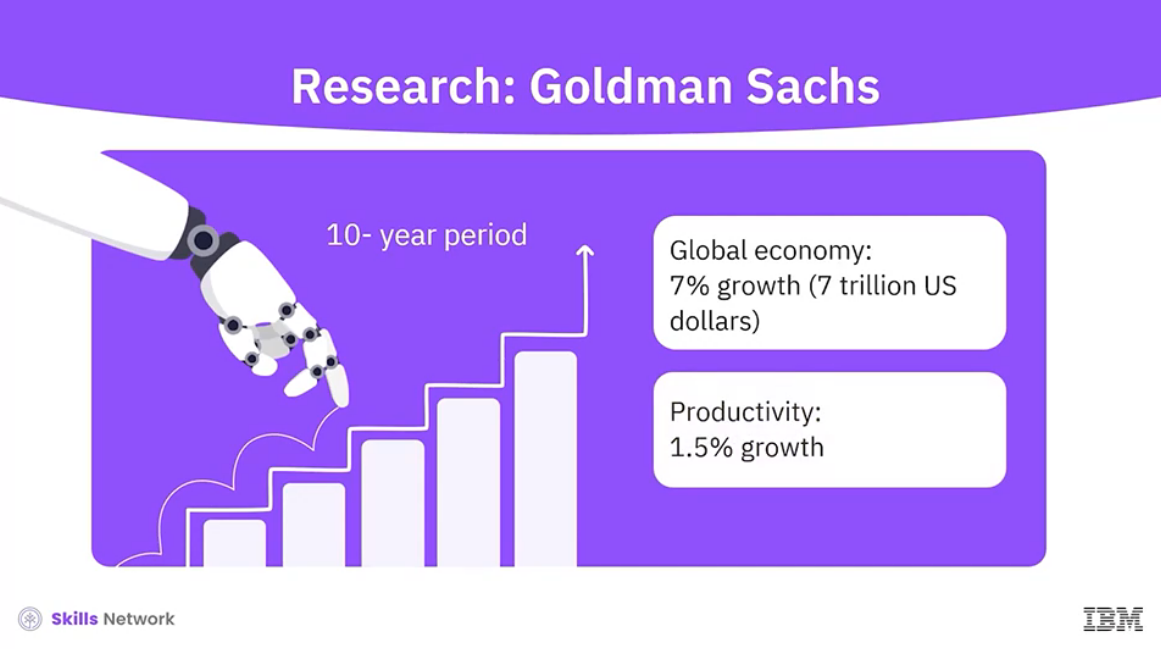 Research: Goldman Sachs
10- year period
Global economy:
7% growth (7 trillion US
dollars)
Productivity:
1.5% growth
Skills Network
IBM